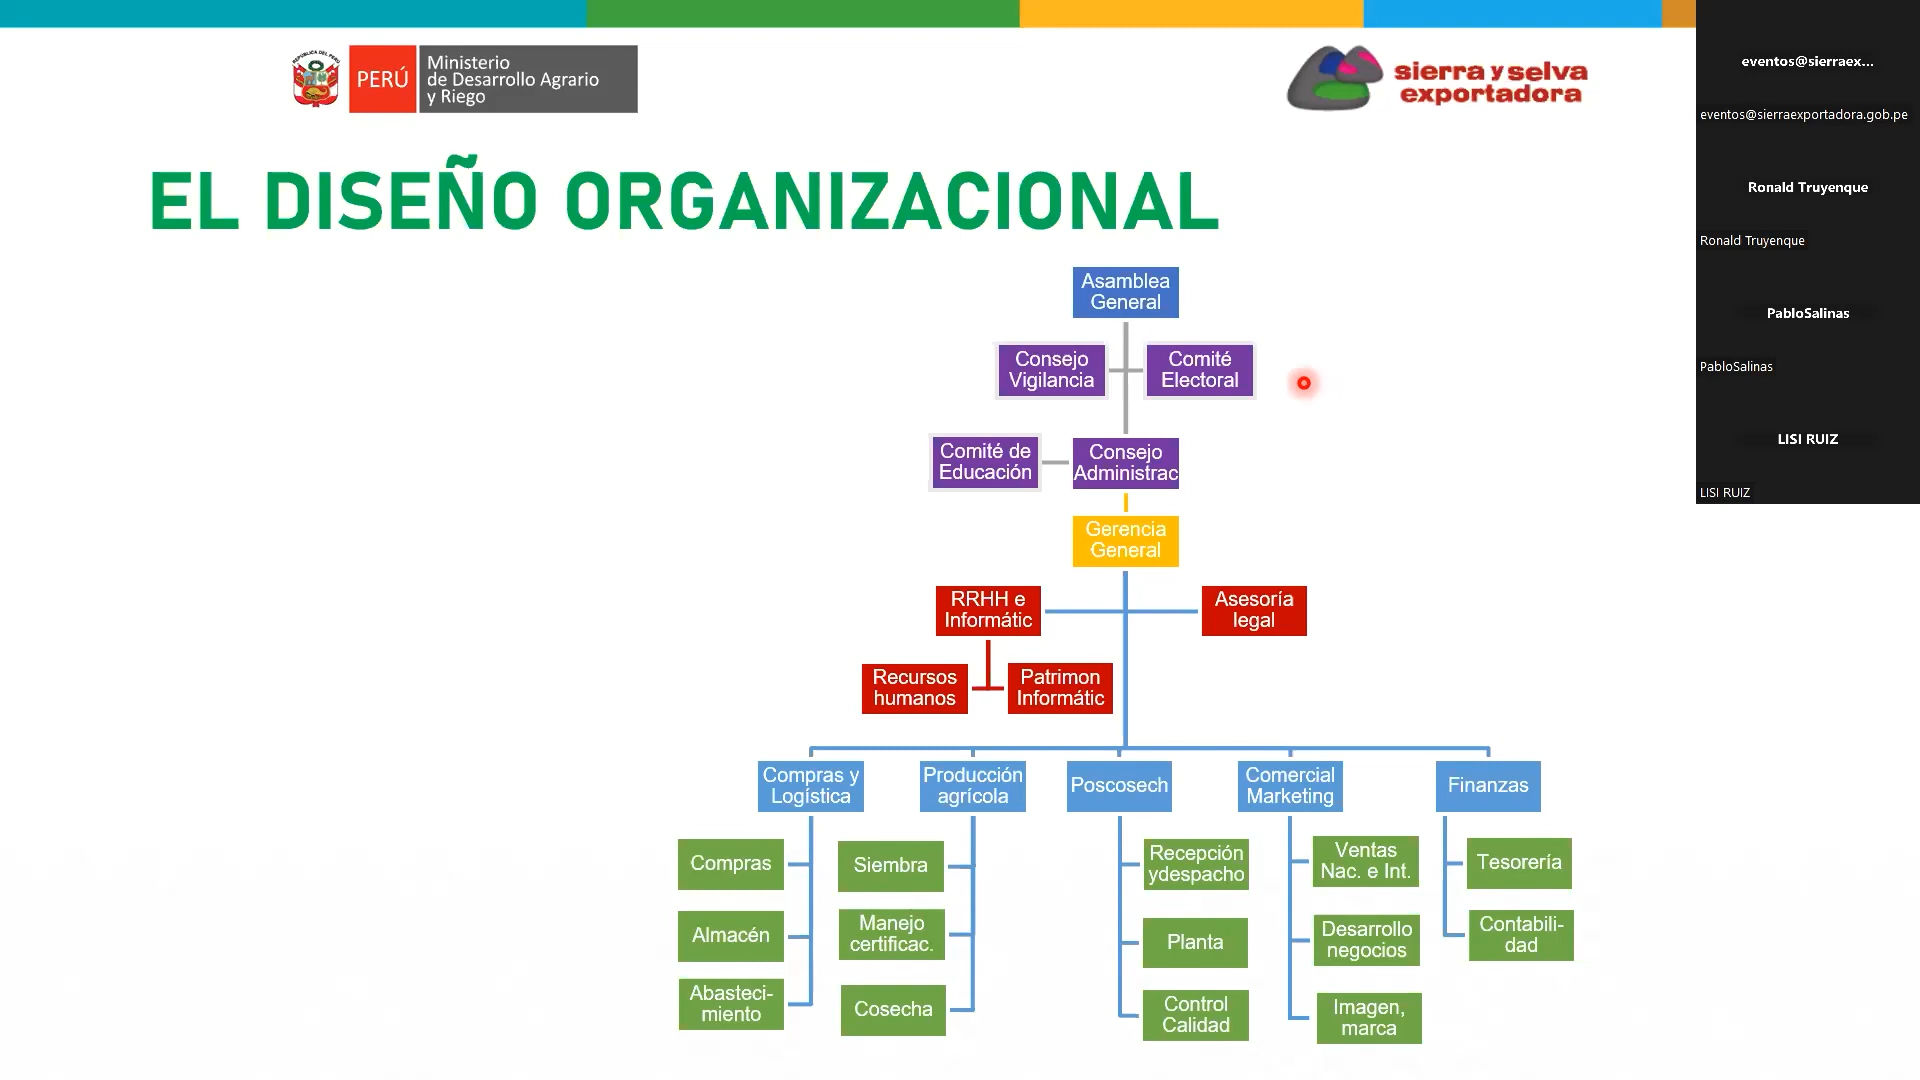 REPÚBLICA DEL PERÚ
PERÚ
Ministerio
de Desarrollo Agrario
y Riego
sierra y selva
exportadora
EL DISEÑO ORGANIZACIONAL
Asamblea
General
Consejo
Vigilancia
Comité
Electoral
Comité de
Educación
Consejo
Administrac
Gerencia
General
RRHH e
Informátic
Asesoría
legal
Recursos
humanos
Patrimon
Informátic
Compras y
Logística
Producción
agrícola
Poscosech
Comercial
Marketing
Finanzas
Compras
Almacén
Abasteci-
miento
Siembra
Manejo
certificac.
Cosecha
Recepción
ydespacho
Planta
Control
Calidad
Ventas
Nac. e Int.
Desarrollo
negocios
Imagen,
marca
Tesorería
Contabili-
dad
eventos@sierraex...
eventos@sierraexportadora.gob.pe
Ronald Truyenque
Ronald Truyenque
PabloSalinas
PabloSalinas
LISI RUIZ
LISI RUIZ